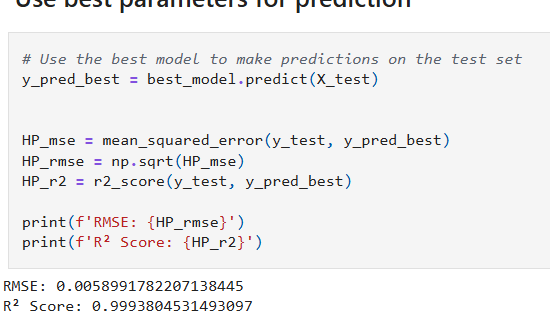 Use best parameters for prediction
# Use the best model to make predictions on the test set
y_pred_best = best_model.predict(X_test)
HP_mse = mean_squared_error(y_test, y_pred_best)
HP_rmse = np.sqrt(HP_mse)
HP_r2 = r2_score(y_test, y_pred_best)
print(f'RMSE: {HP_rmse}')
print(f'R² Score: {HP_r2}')
RMSE: 0.0058991782207138445
R² Score: 0.9993804531493097